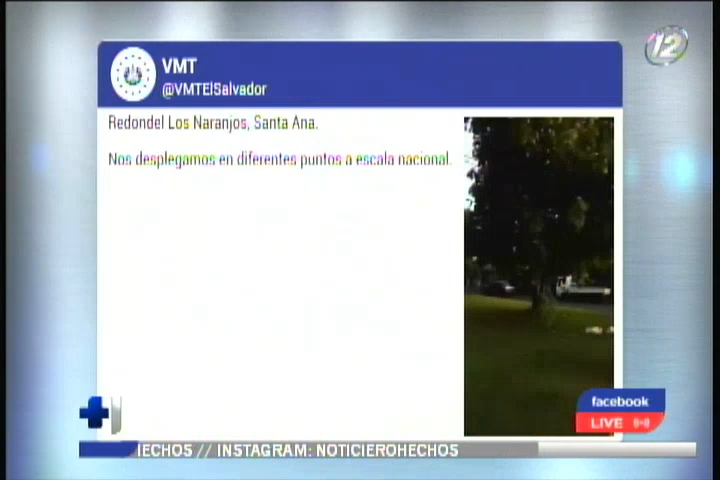 12
VMT
@VMTElSalvador
Redondel Los Naranjos, Santa Ana.
Nos desplegamos en diferentes puntos a escala nacional.
facebook
LIVE
IECHOS // INSTAGRAM: NOTICIEROHECHOS